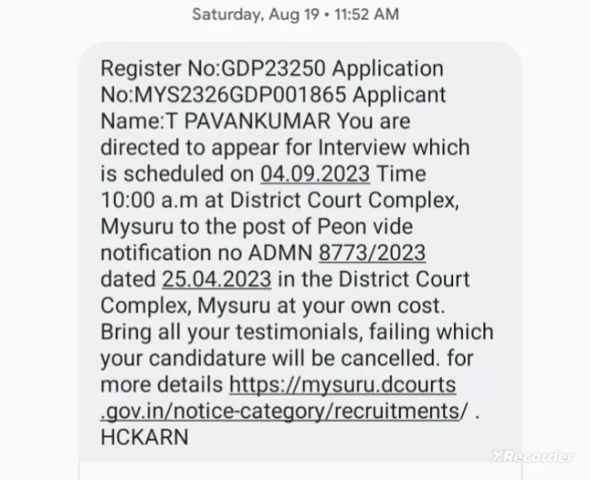 Saturday, Aug 19 • 11:52 AM
Register No:GDP23250 Application
No:MYS2326GDP001865 Applicant
Name:T PAVANKUMAR You are
directed to appear for Interview which
is scheduled on 04.09.2023 Time
10:00 a.m at District Court Complex,
Mysuru to the post of Peon vide
notification no ADMN 8773/2023
dated 25.04.2023 in the District Court
Complex, Mysuru at your own cost.
Bring all your testimonials, failing which
your candidature will be cancelled. for
more details https://mysuru.dcourts
.gov.in/notice-category/recruitments/ .
HCKARN
XRecorder